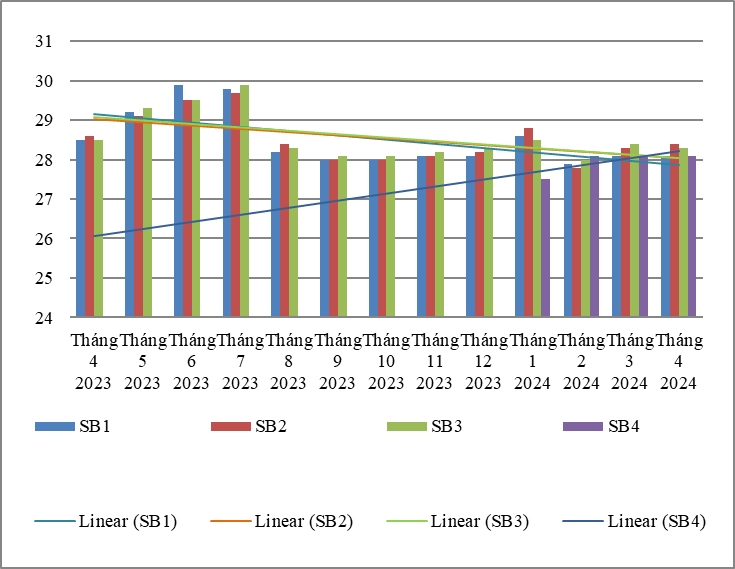 31
30
29
28
27
26
25
24
Tháng Tháng Tháng Tháng Tháng Tháng Tháng Tháng Tháng Tháng Tháng Tháng Tháng
4 5 6 7 8 9 10 11 12 1 2 3 4
2023 2023 2023 2023 2023 2023 2023 2023 2023 2024 2024 2024 2024
SB1 SB2 SB3 SB4
Linear (SB1) Linear (SB2) Linear (SB3) Linear (SB4)